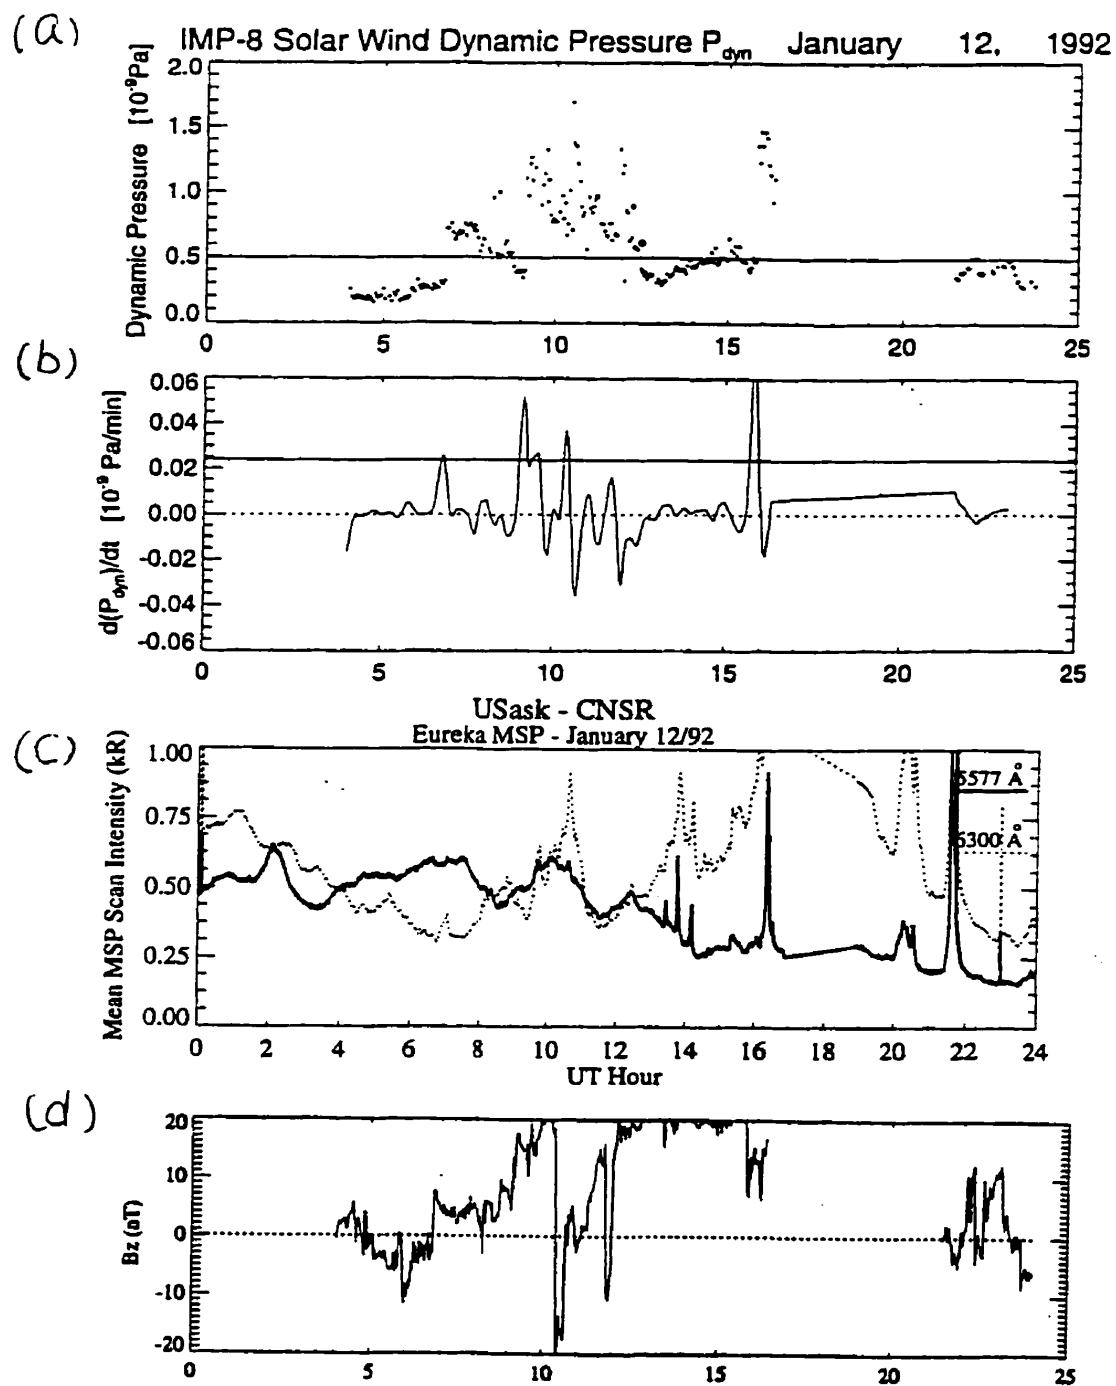 (a)
IMP-8 Solar Wind Dynamic Pressure Pdyn January 12, 1992
Dynamic Pressure [10-9Pa]
2.0
1.5
1.0
0.5
0.0
0 5 10 15 20 25
(b)
d(Pdyn)/dt [10-9 Pa/min]
0.06
0.04
0.02
0.00
-0.02
-0.04
-0.06
0 5 10 15 20 25
USask - CNSR
Eureka MSP - January 12/92
(c)
Mean MSP Scan Intensity (kR)
1.00
0.75
0.50
0.25
0.00
5577 Å
6300 Å
0 2 4 6 8 10 12 14 16 18 20 22 24
UT Hour
(d)
Bz (nT)
20
10
0
-10
-20
0 5 10 15 20 25